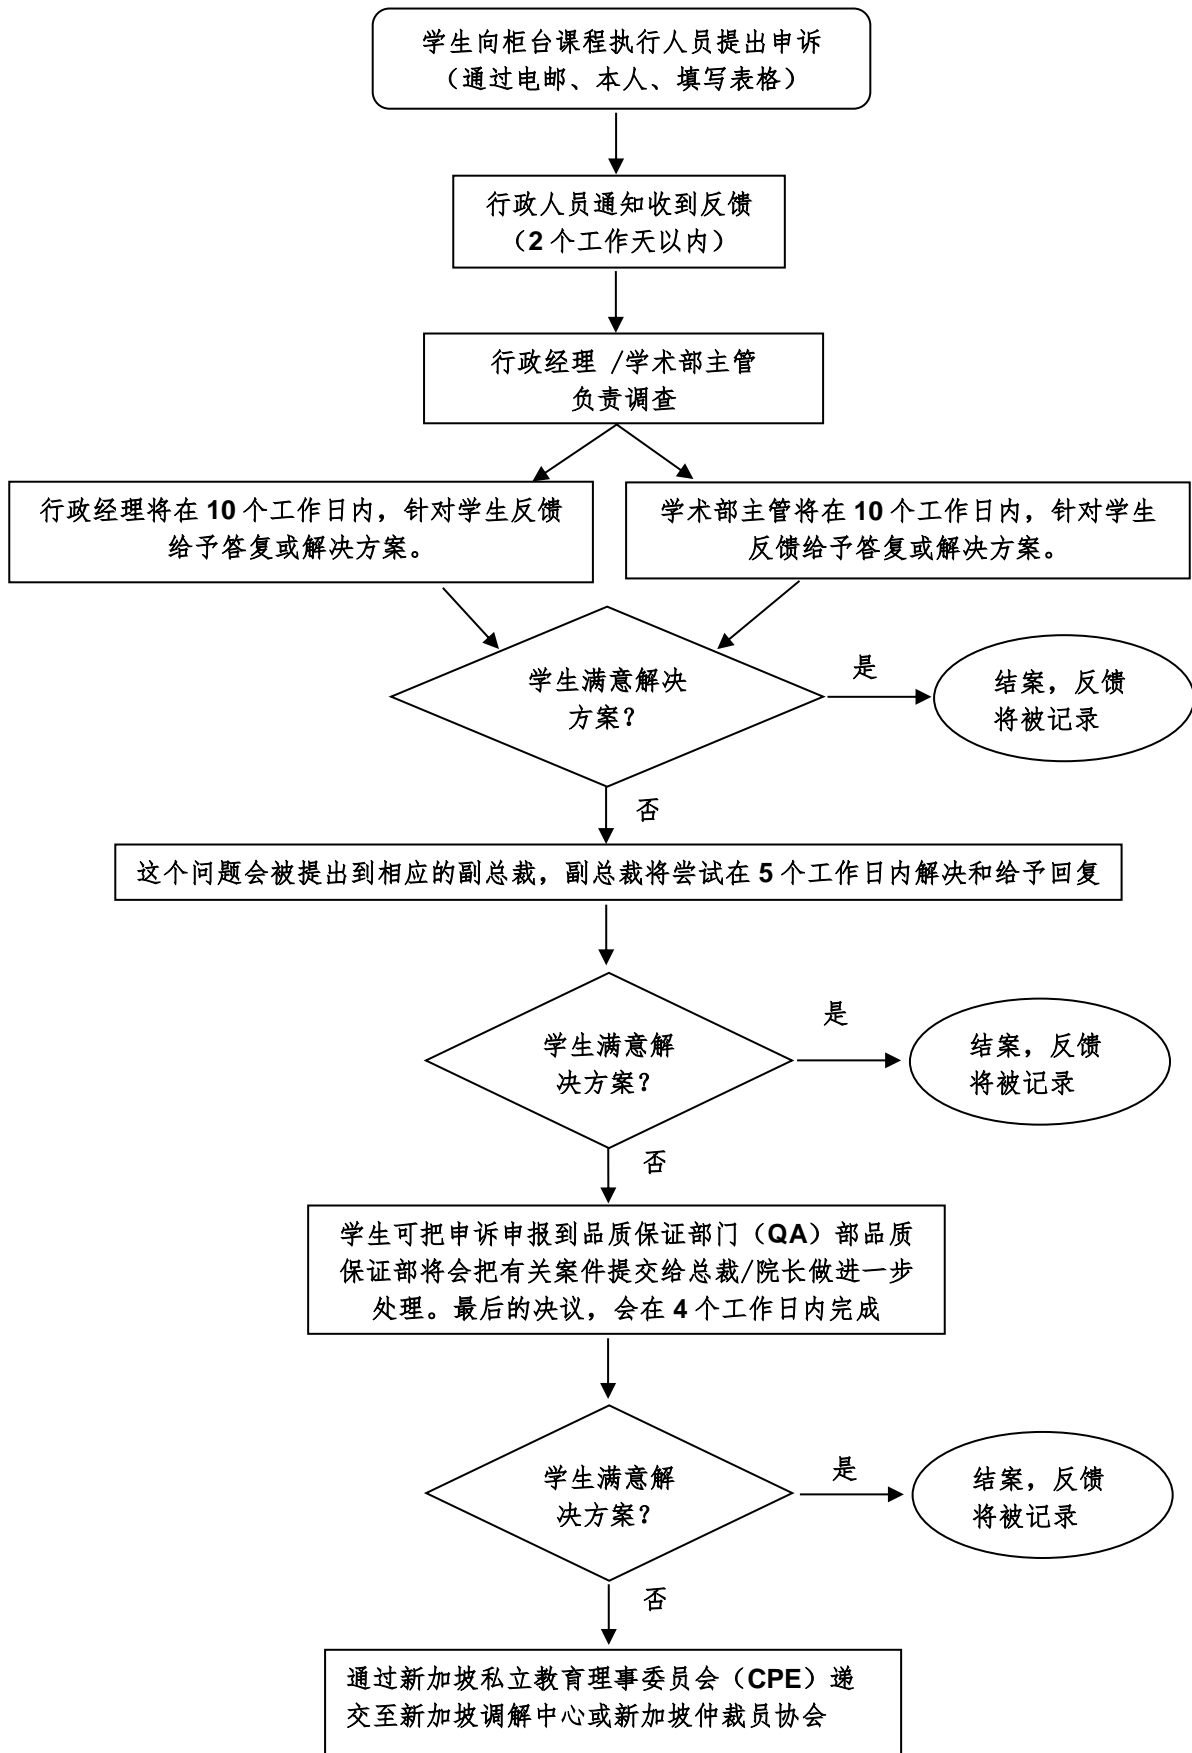 学生向柜台课程执行人员提出申诉
（通过电邮、本人、填写表格）
行政人员通知收到反馈
（2 个工作天以内）
行政经理 /学术部主管
负责调查
行政经理将在 10 个工作日内，针对学生反馈
给予答复或解决方案。
学术部主管将在 10 个工作日内，针对学生
反馈给予答复或解决方案。
学生满意解决
方案？
是
结案，反馈
将被记录
否
这个问题会被提出到相应的副总裁，副总裁将尝试在 5 个工作日内解决和给予回复
学生满意解
决方案？
是
结案，反馈
将被记录
否
学生可把申诉申报到品质保证部门（QA）部品质
保证部将会把有关案件提交给总裁/院长做进一步
处理。最后的决议，会在 4 个工作日内完成
学生满意解
决方案？
是
结案，反馈
将被记录
否
通过新加坡私立教育理事委员会（CPE）递
交至新加坡调解中心或新加坡仲裁员协会